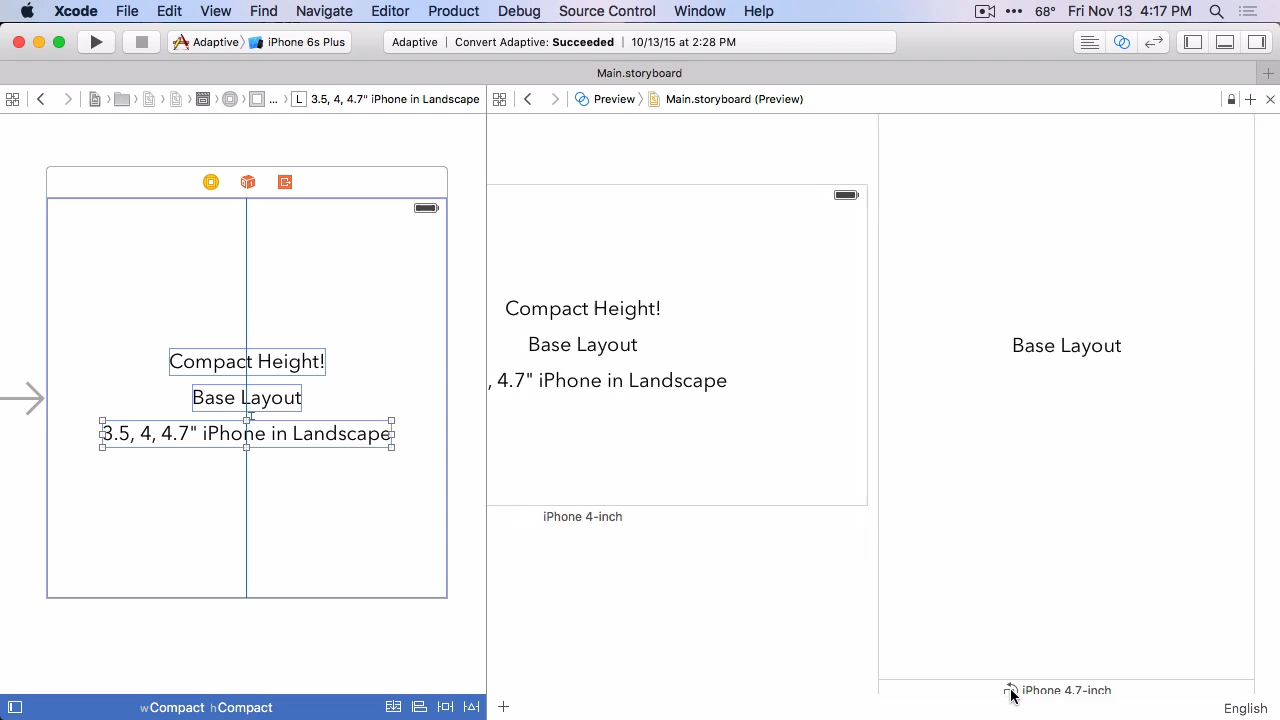 Xcode File Edit View Find Navigate Editor Product Debug Source Control Window Help 68° Fri Nov 13 4:17 PM
Adaptive iPhone 6s Plus Adaptive | Convert Adaptive: Succeeded | 10/13/15 at 2:28 PM
Main.storyboard
... L 3.5, 4, 4.7" iPhone in Landscape Preview Main.storyboard (Preview)
Compact Height!
Base Layout
3.5, 4, 4.7" iPhone in Landscape
Compact Height!
Base Layout
, 4.7" iPhone in Landscape
iPhone 4-inch
Base Layout
iPhone 4.7-inch
wCompact hCompact
English